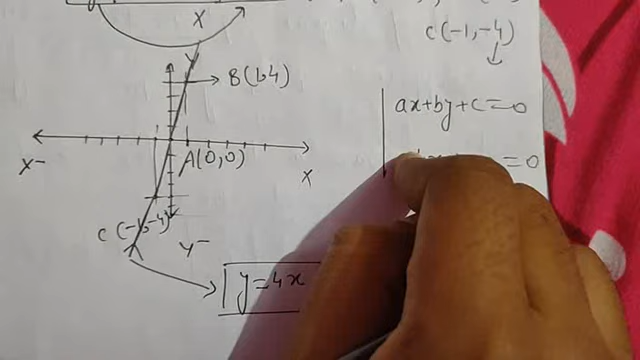 X
C(-1,-4)
y
B(1,4)
ax+by+c=0
A(0,0)
=0
X-
X
C(-1,-4)
y-
y=4x